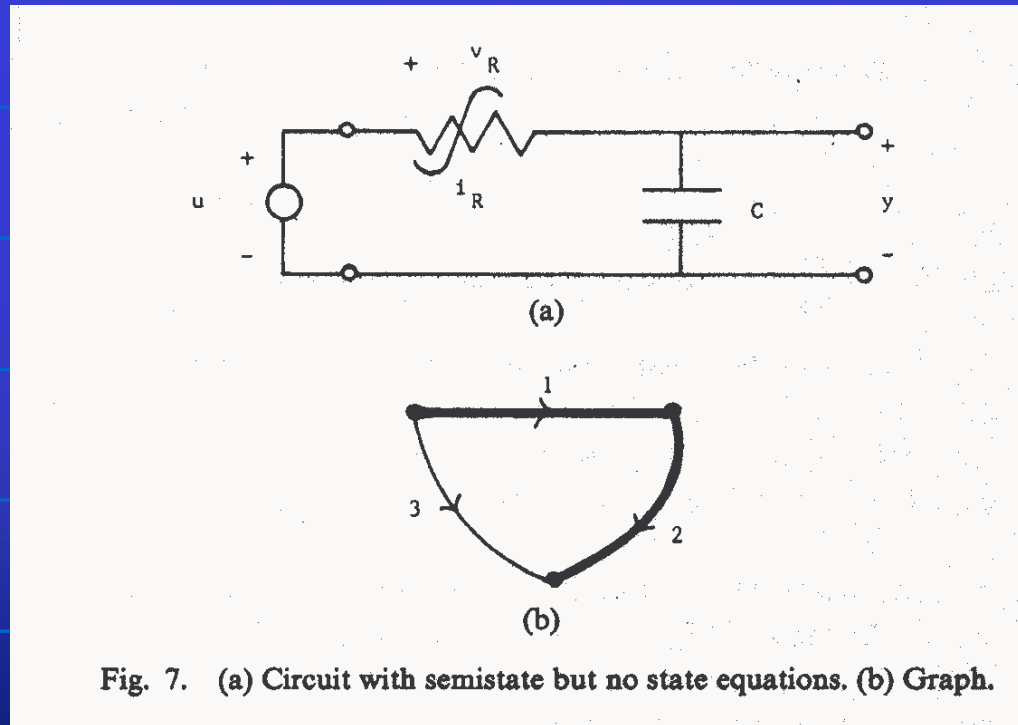 + v R
+
u
-
i R
C
+
y
-
(a)
1
3
2
(b)
Fig. 7. (a) Circuit with semistate but no state equations. (b) Graph.